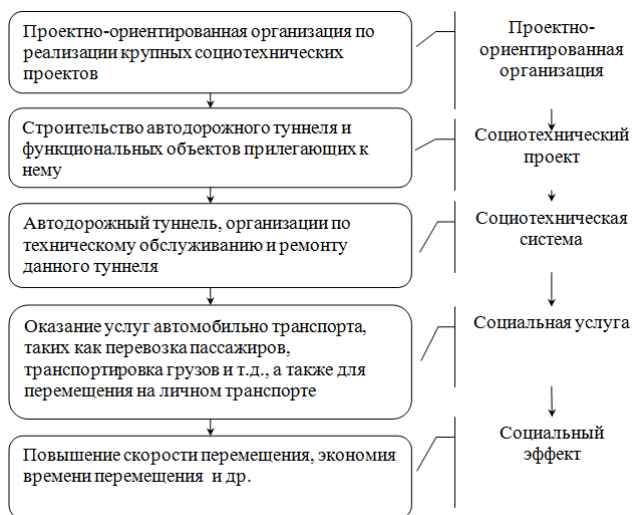 Проектно-ориентированная организация по
реализации крупных социотехнических
проектов
Проектно-
ориентированная
организация
Строительство автодорожного туннеля и
функциональных объектов прилегающих к
нему
Социотехнический
проект
Автодорожный туннель, организации по
техническому обслуживанию и ремонту
данного туннеля
Социотехническая
система
Оказание услуг автомобильно транспорта,
таких как перевозка пассажиров,
транспортировка грузов и т.д., а также для
перемещения на личном транспорте
Социальная услуга
Повышение скорости перемещения, экономия
времени перемещения и др.
Социальный
эффект